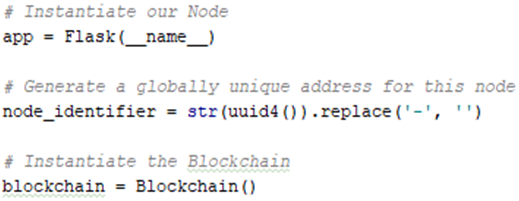 # Instantiate our Node
app = Flask(__name__)
# Generate a globally unique address for this node
node_identifier = str(uuid4()).replace('-', '')
# Instantiate the Blockchain
blockchain = Blockchain()